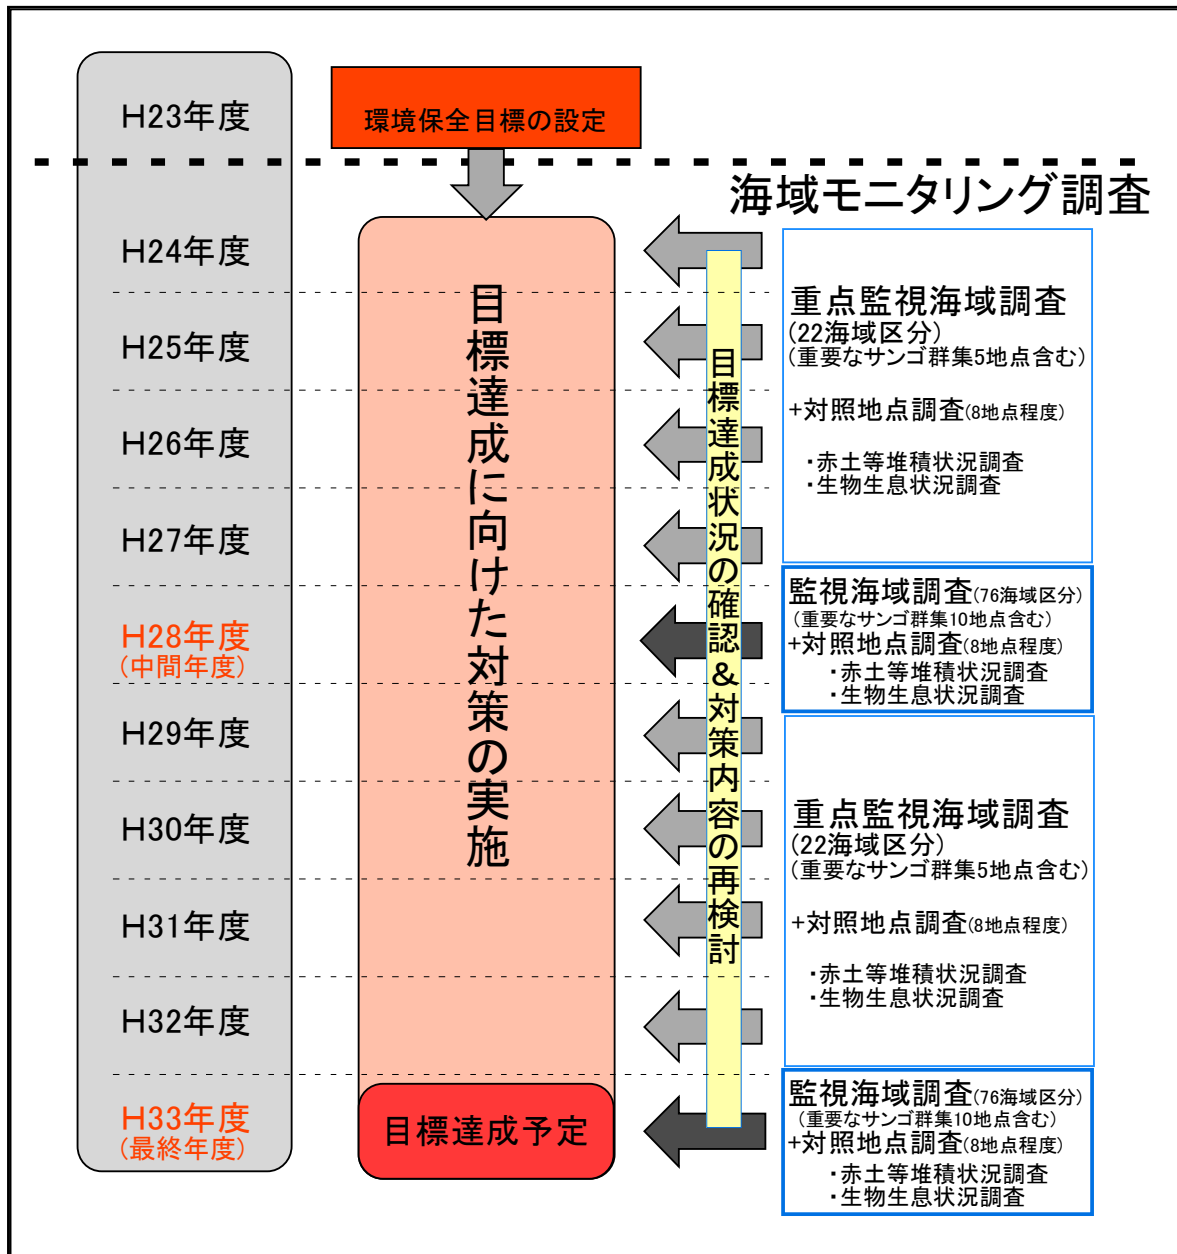 H23年度
環境保全目標の設定
海域モニタリング調査
H24年度
H25年度
H26年度
H27年度
H28年度
(中間年度)
H29年度
H30年度
H31年度
H32年度
H33年度
(最終年度)
目標達成に向けた対策の実施
目標達成予定
目標達成状況の確認&対策内容の再検討
重点監視海域調査
(22海域区分)
(重要なサンゴ群集5地点含む)
+対照地点調査(8地点程度)
・赤土等堆積状況調査
・生物生息状況調査
監視海域調査(76海域区分)
(重要なサンゴ群集10地点含む)
+対照地点調査(8地点程度)
・赤土等堆積状況調査
・生物生息状況調査
重点監視海域調査
(22海域区分)
(重要なサンゴ群集5地点含む)
+対照地点調査(8地点程度)
・赤土等堆積状況調査
・生物生息状況調査
監視海域調査(76海域区分)
(重要なサンゴ群集10地点含む)
+対照地点調査(8地点程度)
・赤土等堆積状況調査
・生物生息状況調査